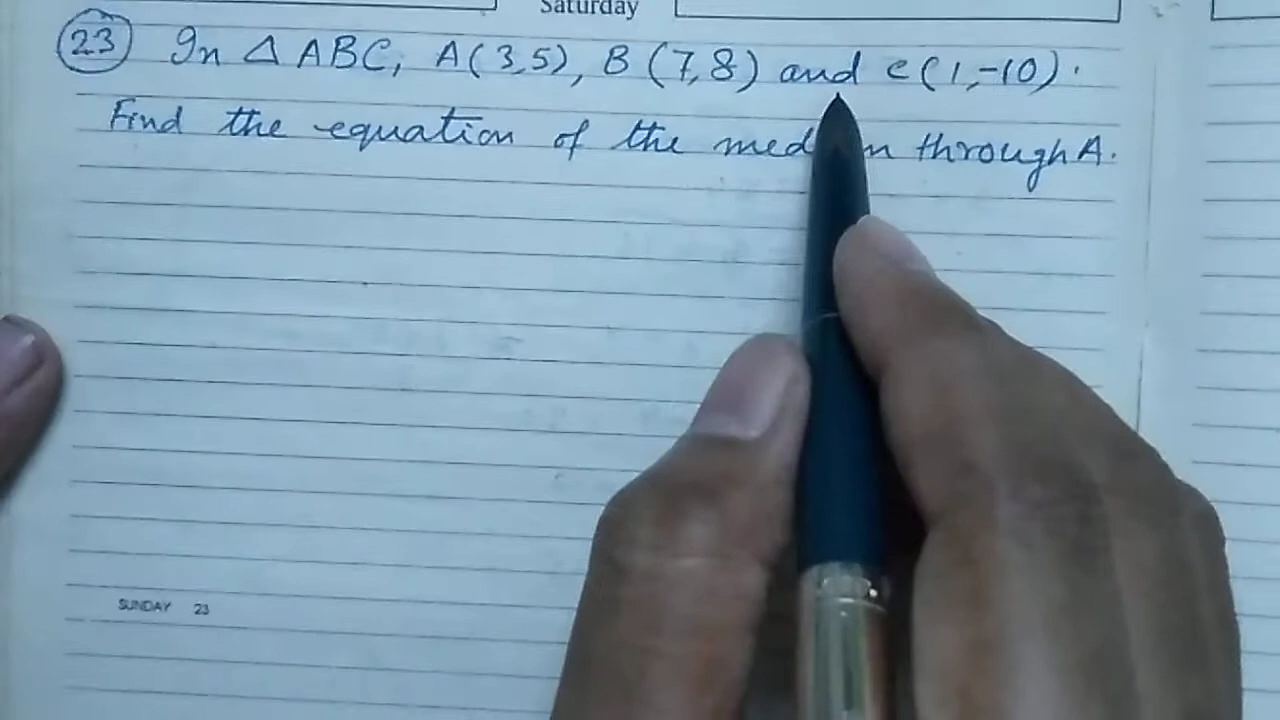 Saturday
23 In △ ABC, A(3,5), B (7,8) and C(1,-10).
Find the equation of the through A.
SUNDAY 23